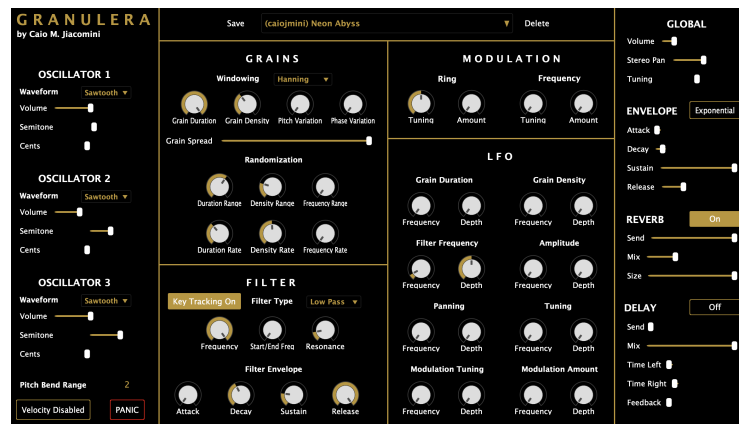 GRANULERA
by Caio M. Jiacomini
Save
(caiojmini) Neon Abyss
Delete
OSCILLATOR 1
Waveform Sawtooth
Volume
Semitone
Cents
OSCILLATOR 2
Waveform Sawtooth
Volume
Semitone
Cents
OSCILLATOR 3
Waveform Sawtooth
Volume
Semitone
Cents
Pitch Bend Range 2
Velocity Disabled PANIC
GRAINS
Windowing Hanning
Grain Duration Grain Density Pitch Variation Phase Variation
Grain Spread
Randomization
Duration Range Density Range Frequency Range
Duration Rate Density Rate Frequency Rate
FILTER
Key Tracking On Filter Type Low Pass
Frequency Start/End Freq Resonance
Filter Envelope
Attack Decay Sustain Release
MODULATION
Ring Frequency
Tuning Amount Tuning Amount
LFO
Grain Duration Grain Density
Frequency Depth Frequency Depth
Filter Frequency Amplitude
Frequency Depth Frequency Depth
Panning Tuning
Frequency Depth Frequency Depth
Modulation Tuning Modulation Amount
Frequency Depth Frequency Depth
GLOBAL
Volume
Stereo Pan
Tuning
ENVELOPE Exponential
Attack
Decay
Sustain
Release
REVERB On
Send
Mix
Size
DELAY Off
Send
Mix
Time Left
Time Right
Feedback